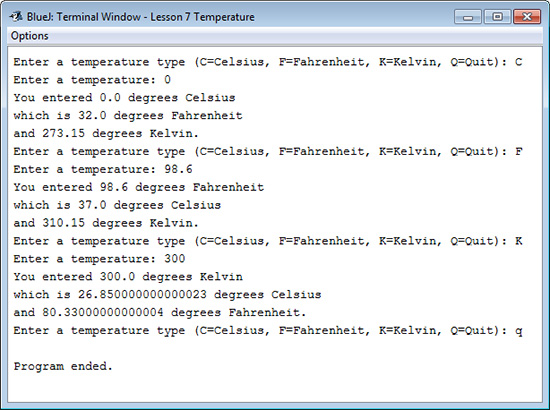 BlueJ: Terminal Window - Lesson 7 Temperature
Options
Enter a temperature type (C=Celsius, F=Fahrenheit, K=Kelvin, Q=Quit): C
Enter a temperature: 0
You entered 0.0 degrees Celsius
which is 32.0 degrees Fahrenheit
and 273.15 degrees Kelvin.
Enter a temperature type (C=Celsius, F=Fahrenheit, K=Kelvin, Q=Quit): F
Enter a temperature: 98.6
You entered 98.6 degrees Fahrenheit
which is 37.0 degrees Celsius
and 310.15 degrees Kelvin.
Enter a temperature type (C=Celsius, F=Fahrenheit, K=Kelvin, Q=Quit): K
Enter a temperature: 300
You entered 300.0 degrees Kelvin
which is 26.850000000000023 degrees Celsius
and 80.33000000000004 degrees Fahrenheit.
Enter a temperature type (C=Celsius, F=Fahrenheit, K=Kelvin, Q=Quit): q
Program ended.